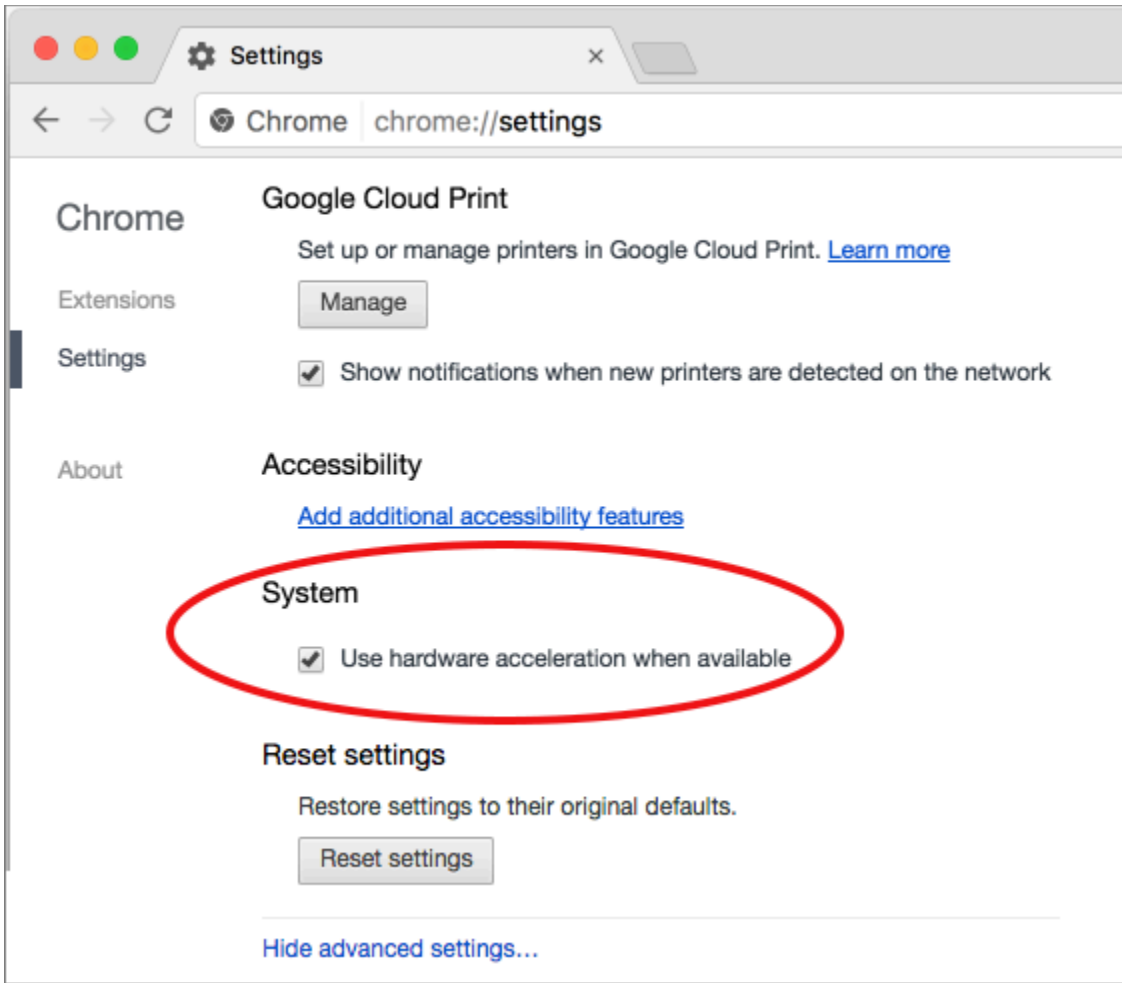 Settings
Chrome chrome://settings
Chrome
Extensions
Settings
About
Google Cloud Print
Set up or manage printers in Google Cloud Print. Learn more
Manage
Show notifications when new printers are detected on the network
Accessibility
Add additional accessibility features
System
Use hardware acceleration when available
Reset settings
Restore settings to their original defaults.
Reset settings
Hide advanced settings...